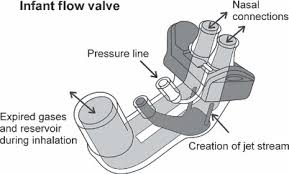 Infant flow valve
Nasal
connections
Pressure line
Expired gases
and reservoir
during inhalation
Creation of jet stream